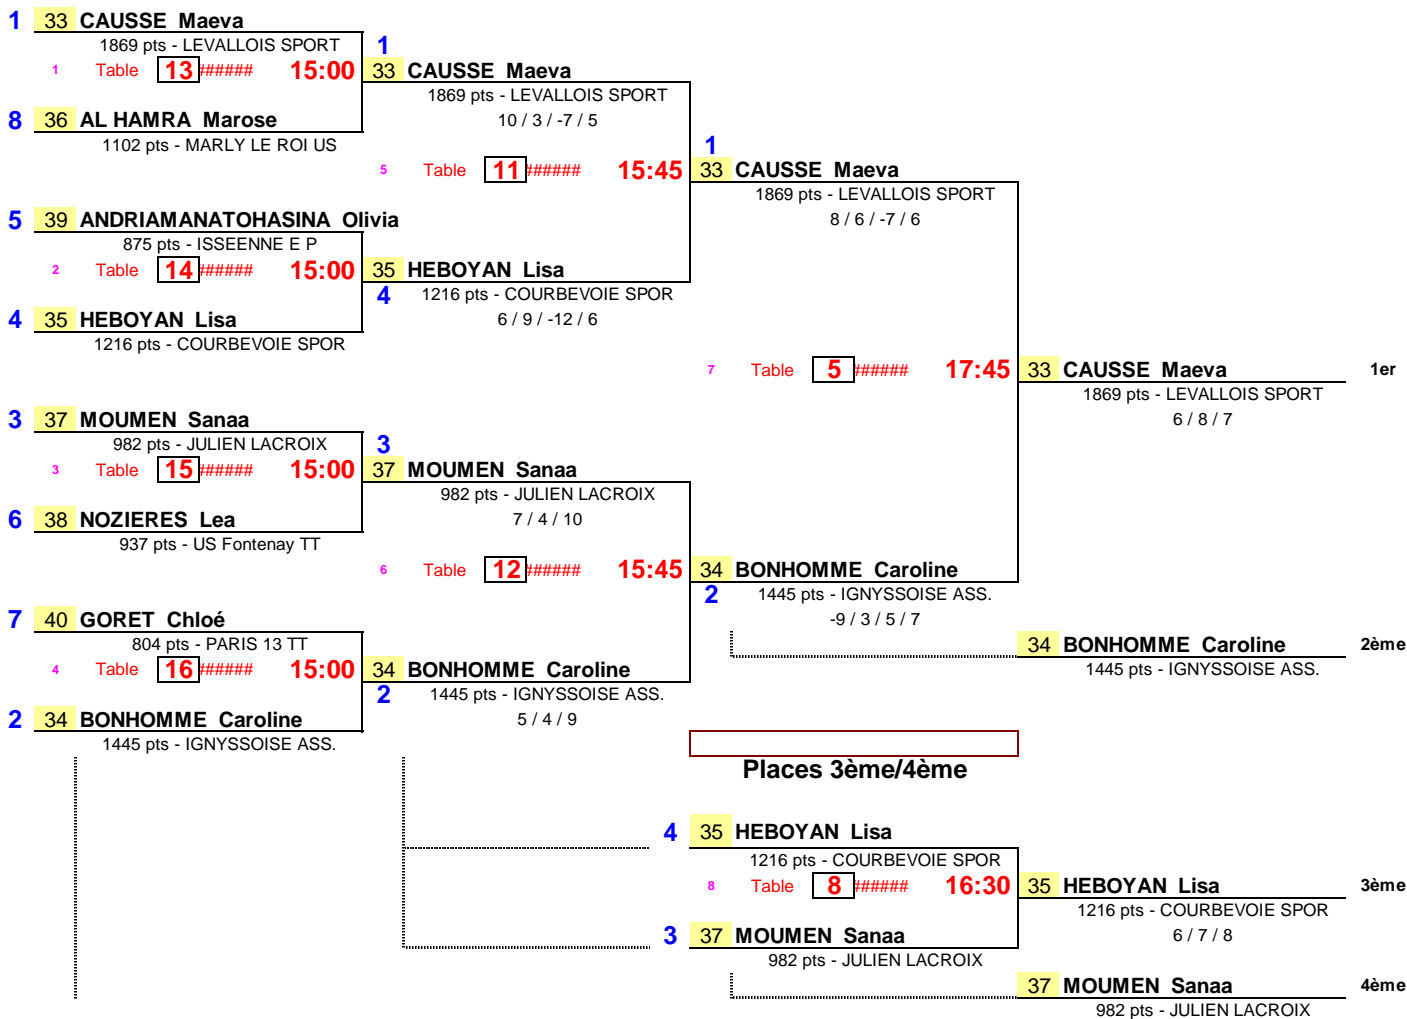 1 33 CAUSSE Maeva
1869 pts - LEVALLOIS SPORT
1 Table 13 ###### 15:00
8 36 AL HAMRA Marose
1102 pts - MARLY LE ROI US
5 39 ANDRIAMANATOHASINA Olivia
875 pts - ISSEENNE E P
2 Table 14 ###### 15:00
4 35 HEBOYAN Lisa
1216 pts - COURBEVOIE SPOR
3 37 MOUMEN Sanaa
982 pts - JULIEN LACROIX
3 Table 15 ###### 15:00
6 38 NOZIERES Lea
937 pts - US Fontenay TT
7 40 GORET Chloé
804 pts - PARIS 13 TT
4 Table 16 ###### 15:00
2 34 BONHOMME Caroline
1445 pts - IGNYSSOISE ASS.
1
33 CAUSSE Maeva
1869 pts - LEVALLOIS SPORT
10 / 3 / -7 / 5
5 Table 11 ###### 15:45
35 HEBOYAN Lisa
4 1216 pts - COURBEVOIE SPOR
6 / 9 / -12 / 6
3
37 MOUMEN Sanaa
982 pts - JULIEN LACROIX
7 / 4 / 10
6 Table 12 ###### 15:45
34 BONHOMME Caroline
2 1445 pts - IGNYSSOISE ASS.
5 / 4 / 9
1
33 CAUSSE Maeva
1869 pts - LEVALLOIS SPORT
8 / 6 / -7 / 6
7 Table 5 ###### 17:45
34 BONHOMME Caroline
2 1445 pts - IGNYSSOISE ASS.
-9 / 3 / 5 / 7
33 CAUSSE Maeva 1er
1869 pts - LEVALLOIS SPORT
6 / 8 / 7
34 BONHOMME Caroline 2ème
1445 pts - IGNYSSOISE ASS.
Places 3ème/4ème
4 35 HEBOYAN Lisa
1216 pts - COURBEVOIE SPOR
8 Table 8 ###### 16:30
3 37 MOUMEN Sanaa
982 pts - JULIEN LACROIX
35 HEBOYAN Lisa 3ème
1216 pts - COURBEVOIE SPOR
6 / 7 / 8
37 MOUMEN Sanaa 4ème
982 pts - JULIEN LACROIX